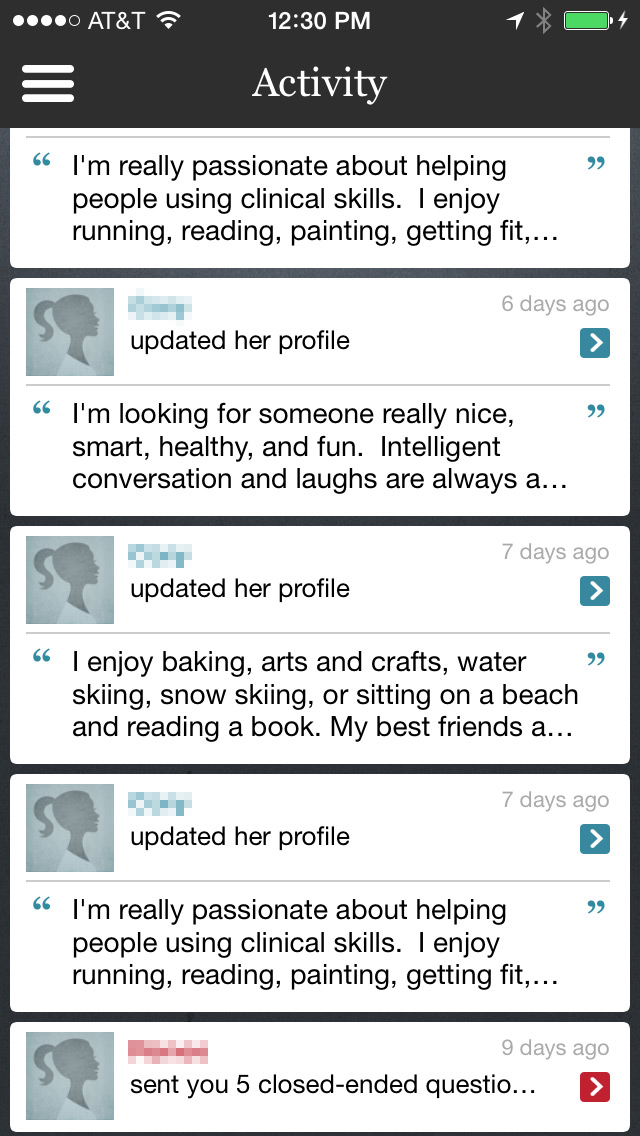 AT&T 12:30 PM
Activity
“ I'm really passionate about helping ”
people using clinical skills.  I enjoy
running, reading, painting, getting fit,…
6 days ago
updated her profile
“ I'm looking for someone really nice, ”
smart, healthy, and fun.  Intelligent
conversation and laughs are always a…
7 days ago
updated her profile
“ I enjoy baking, arts and crafts, water ”
skiing, snow skiing, or sitting on a beach
and reading a book. My best friends a…
7 days ago
updated her profile
“ I'm really passionate about helping ”
people using clinical skills.  I enjoy
running, reading, painting, getting fit,…
9 days ago
sent you 5 closed-ended questio…